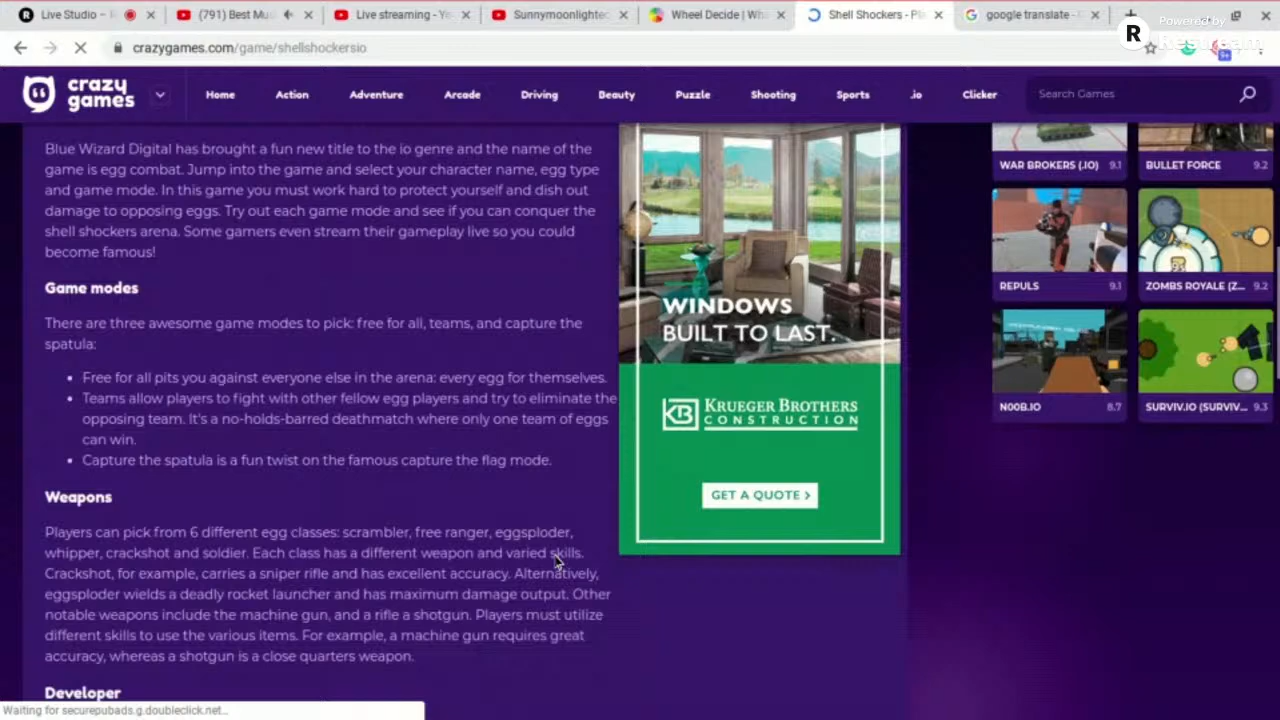 Live Studio –
(791) Best Mu
Live streaming - Yo
Sunnymoonlighted
Wheel Decide | Wh
Shell Shockers - Pl
google translate -
Powered by
Restream
crazygames.com/game/shellshockersio
9+
crazy
games
Home
Action
Adventure
Arcade
Driving
Beauty
Puzzle
Shooting
Sports
.io
Clicker
Search Games
Blue Wizard Digital has brought a fun new title to the io genre and the name of the
game is egg combat. Jump into the game and select your character name, egg type
and game mode. In this game you must work hard to protect yourself and dish out
damage to opposing eggs. Try out each game mode and see if you can conquer the
shell shockers arena. Some gamers even stream their gameplay live so you could
become famous!
Game modes
There are three awesome game modes to pick: free for all, teams, and capture the
spatula:
• Free for all pits you against everyone else in the arena: every egg for themselves.
• Teams allow players to fight with other fellow egg players and try to eliminate the
opposing team. It's a no-holds-barred deathmatch where only one team of eggs
can win.
• Capture the spatula is a fun twist on the famous capture the flag mode.
Weapons
Players can pick from 6 different egg classes: scrambler, free ranger, eggsploder,
whipper, crackshot and soldier. Each class has a different weapon and varied skills.
Crackshot, for example, carries a sniper rifle and has excellent accuracy. Alternatively,
eggsploder wields a deadly rocket launcher and has maximum damage output. Other
notable weapons include the machine gun, and a rifle a shotgun. Players must utilize
different skills to use the various items. For example, a machine gun requires great
accuracy, whereas a shotgun is a close quarters weapon.
Developer
WINDOWS
BUILT TO LAST.
KB KRUEGER BROTHERS
CONSTRUCTION
GET A QUOTE >
WAR BROKERS (.IO) 9.1
BULLET FORCE 9.2
REPULS 9.1
ZOMBS ROYALE (Z... 9.2
N00B.IO 8.7
SURVIV.IO (SURVIV... 9.3
Waiting for securepubads.g.doubleclick.net...